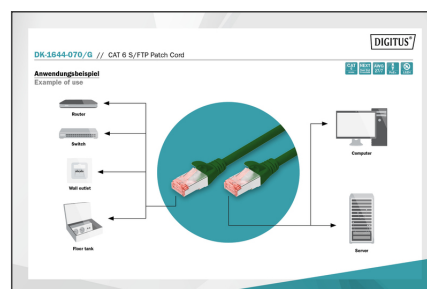 DIGITUS®
DK-1644-070/G // CAT 6 S/FTP Patch Cord
Anwendungsbeispiel
Example of use
Router
Switch
Wall outlet
Floor tank
Computer
Server